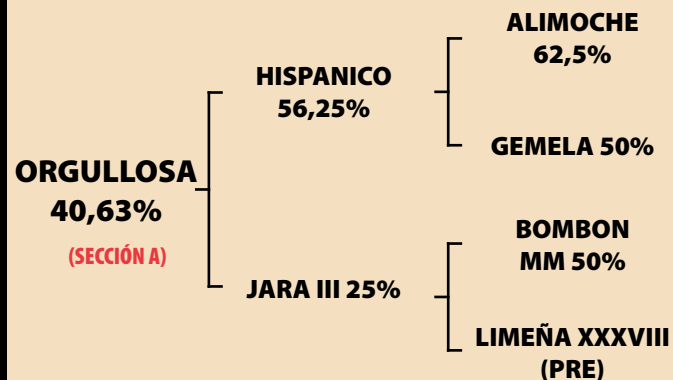 ORGULLOSA
40,63%
(SECCIÓN A)
HISPANICO
56,25%
JARA III 25%
ALIMOCHE
62,5%
GEMELA 50%
BOMBON
MM 50%
LIMEÑA XXXVIII
(PRE)